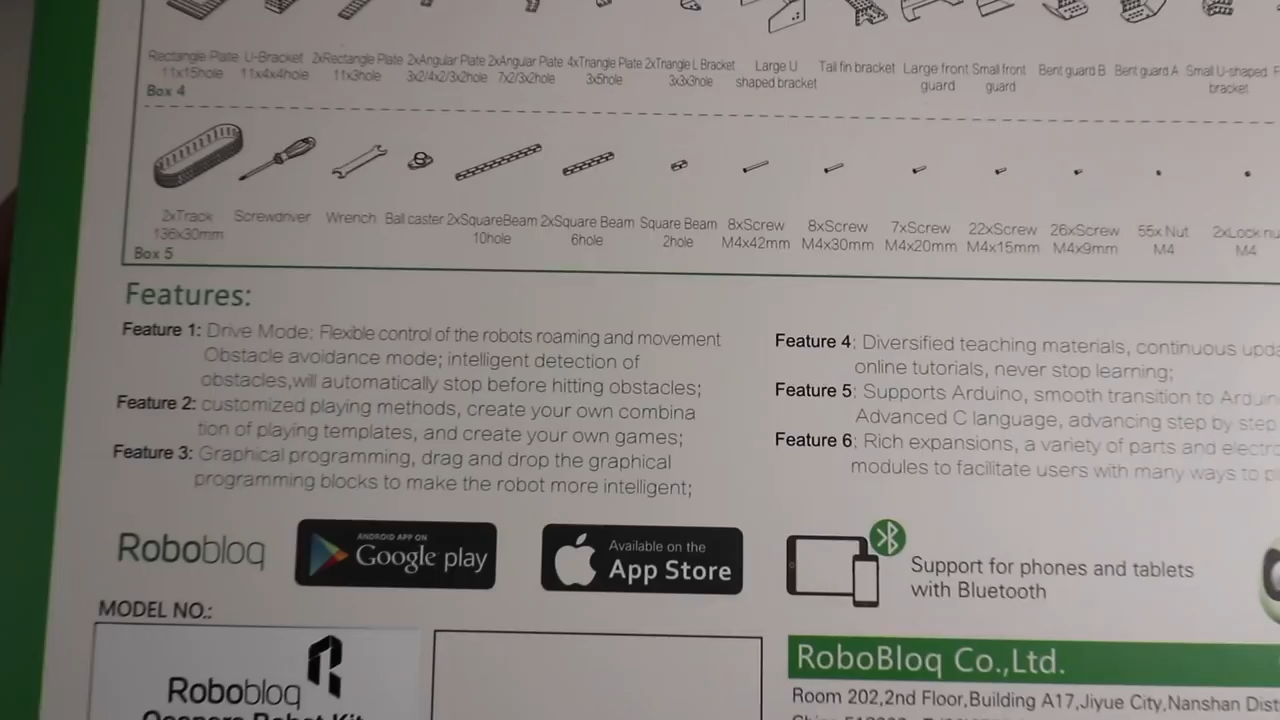 Rectangle Plate U-Bracket 2xRectangle Plate 2xAngular Plate 2xAngular Plate 4xTriangle Plate 2xTriangle L Bracket Large U Tail fin bracket Large front Small front Bent guard B Bent guard A Small U-shaped
11x15hole 11x4x4hole 11x3hole 3x2/4x2/3x2hole 7x2/3x2hole 3x5hole 3x3x3hole shaped bracket guard guard bracket
Box 4
2xTrack Screwdriver Wrench Ball caster 2xSquareBeam 2xSquare Beam Square Beam 8xScrew 8xScrew 7xScrew 22xScrew 26xScrew 55x Nut 2xLock nu
136x30mm 10hole 6hole 2hole M4x42mm M4x30mm M4x20mm M4x15mm M4x9mm M4 M4
Box 5
Features:
Feature 1: Drive Mode: Flexible control of the robots roaming and movement
Obstacle avoidance mode; intelligent detection of
obstacles,will automatically stop before hitting obstacles;
Feature 2: customized playing methods, create your own combina
tion of playing templates, and create your own games;
Feature 3: Graphical programming, drag and drop the graphical
programming blocks to make the robot more intelligent;
Feature 4: Diversified teaching materials, continuous upda
online tutorials, never stop learning;
Feature 5: Supports Arduino, smooth transition to Arduin
Advanced C language, advancing step by step
Feature 6: Rich expansions, a variety of parts and electro
modules to facilitate users with many ways to p
Robobloq
ANDROID APP ON
Google play
Available on the
App Store
Support for phones and tablets
with Bluetooth
MODEL NO.:
Robobloq
RoboBloq Co.,Ltd.
Room 202,2nd Floor,Building A17,Jiyue City,Nanshan Dist